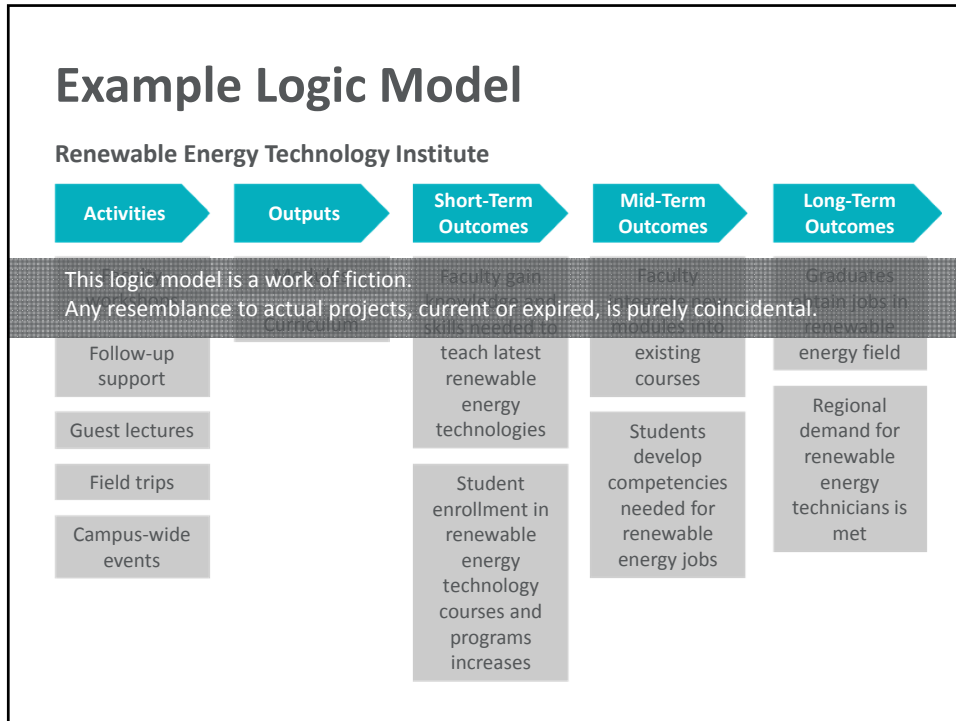 Example Logic Model
Renewable Energy Technology Institute
Activities
Outputs
Short-Term
Outcomes
Mid-Term
Outcomes
Long-Term
Outcomes
This logic model is a work of fiction.
Any resemblance to actual projects, current or expired, is purely coincidental.
Follow-up
support
Guest lectures
Field trips
Campus-wide
events
Curriculum
Faculty gain
skills needed to
teach latest
renewable
energy
technologies
Student
enrollment in
renewable
energy
technology
courses and
programs
increases
Faculty
modules into
existing
courses
Students
develop
competencies
needed for
renewable
energy jobs
Graduates
jobs in
renewable
energy field
Regional
demand for
renewable
energy
technicians is
met